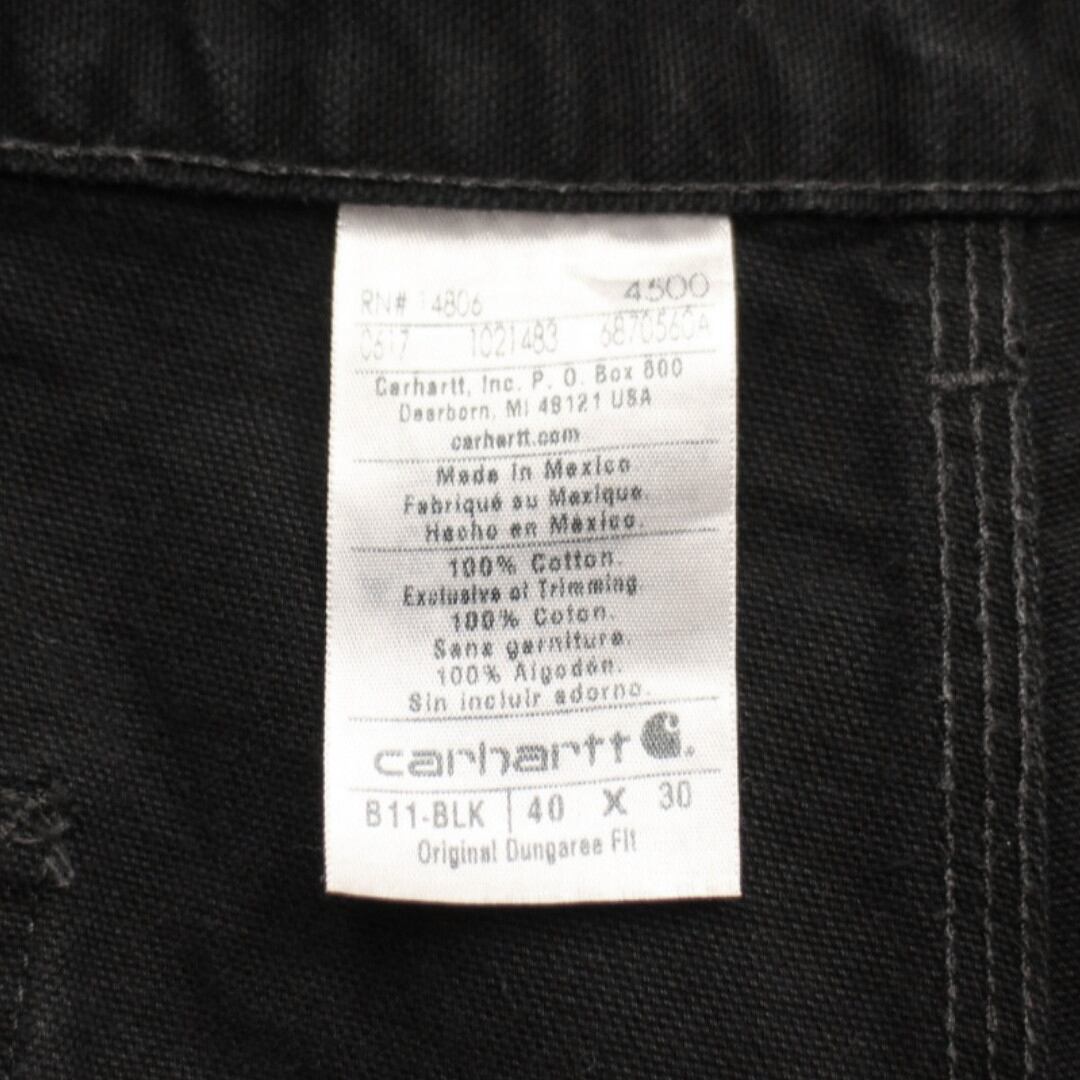 RN# 14806 4500
0617 1021483 6870560A
Carhartt, Inc. P. O. Box 600
Dearborn, MI 48121 USA
carhartt.com
Made in Mexico
Fabriqué au Mexique.
Hecho en México.
100% Cotton.
Exclusive of Trimming
100% Coton.
Sans garniture.
100% Algodón.
Sin incluir adorno.
carhartt
B11-BLK 40 X 30
Original Dungaree Fit